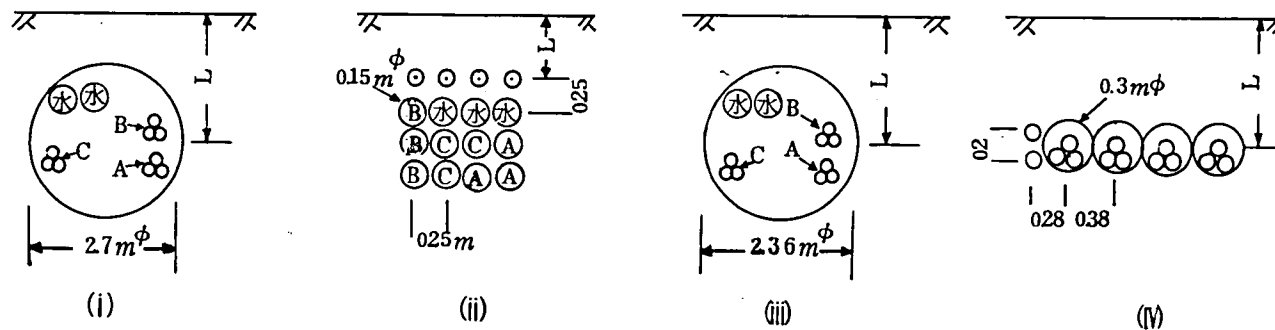 L
水 水
B
C
A
2.7m^φ
(i)
L
0.15m^φ
025
B 水 水 水
B C C A
B C A A
025m
(ii)
L
水 水
B
C
A
2.36m^φ
(iii)
L
0.3mφ
02
028 038
(IV)